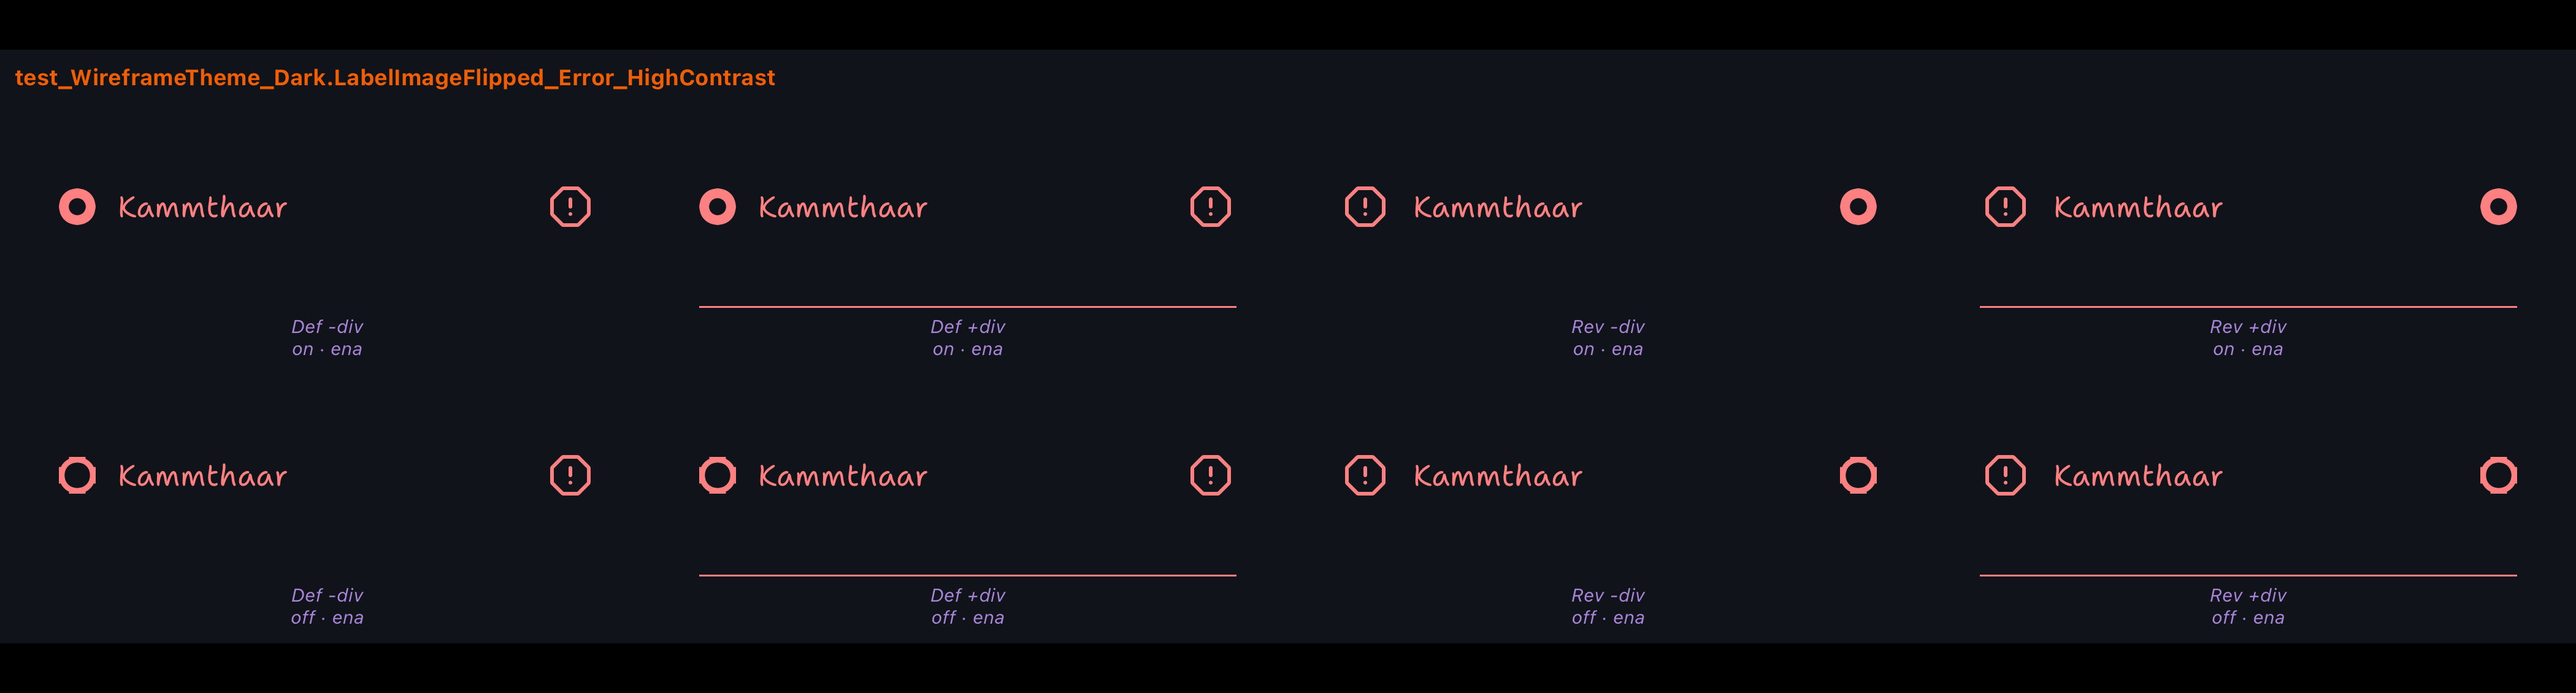 test_WireframeTheme_Dark.LabelImageFlipped_Error_HighContrast
Kammthaar
Kammthaar
Kammthaar
Kammthaar
Def -div
on · ena
Def +div
on · ena
Rev -div
on · ena
Rev +div
on · ena
Kammthaar
Kammthaar
Kammthaar
Kammthaar
Def -div
off · ena
Def +div
off · ena
Rev -div
off · ena
Rev +div
off · ena